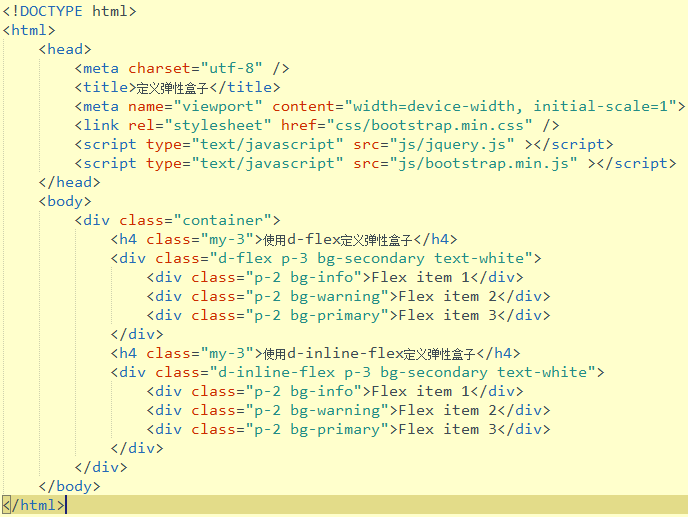 <!DOCTYPE html>
<html>
    <head>
        <meta charset="utf-8" />
        <title>定义弹性盒子</title>
        <meta name="viewport" content="width=device-width, initial-scale=1">
        <link rel="stylesheet" href="css/bootstrap.min.css" />
        <script type="text/javascript" src="js/jquery.js" ></script>
        <script type="text/javascript" src="js/bootstrap.min.js" ></script>
    </head>
    <body>
        <div class="container">
            <h4 class="my-3">使用d-flex定义弹性盒子</h4>
            <div class="d-flex p-3 bg-secondary text-white">
                <div class="p-2 bg-info">Flex item 1</div>
                <div class="p-2 bg-warning">Flex item 2</div>
                <div class="p-2 bg-primary">Flex item 3</div>
            </div>
            <h4 class="my-3">使用d-inline-flex定义弹性盒子</h4>
            <div class="d-inline-flex p-3 bg-secondary text-white">
                <div class="p-2 bg-info">Flex item 1</div>
                <div class="p-2 bg-warning">Flex item 2</div>
                <div class="p-2 bg-primary">Flex item 3</div>
            </div>
        </div>
    </body>
</html>